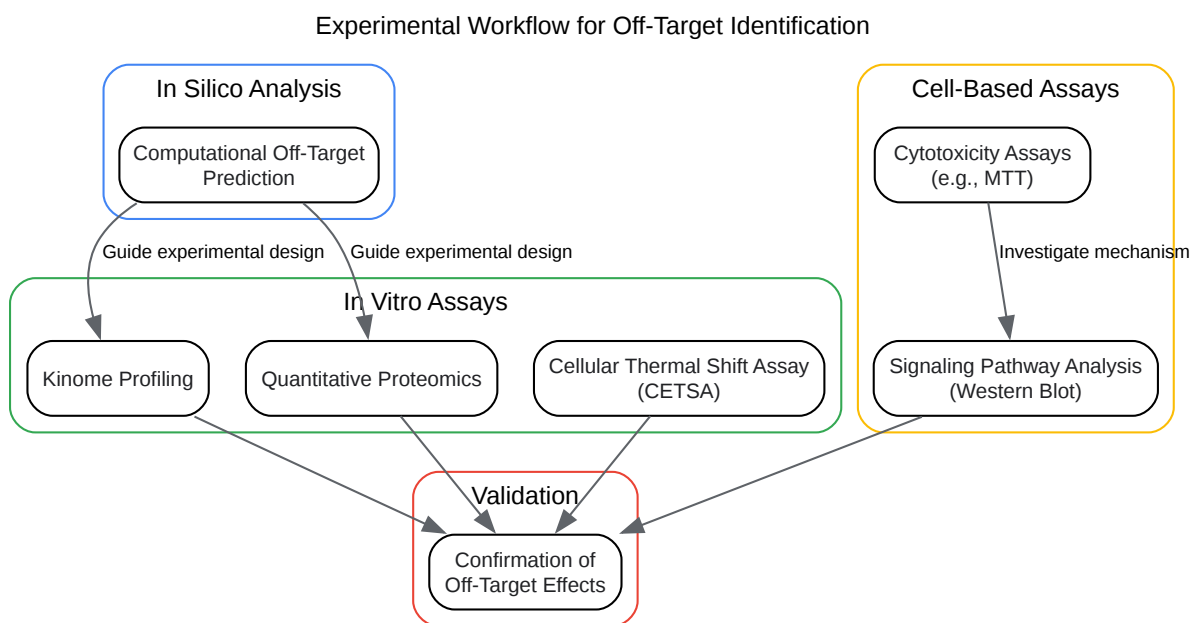 Experimental Workflow for Off-Target Identification
In Silico Analysis
Cell-Based Assays
Computational Off-Target
Prediction
Cytotoxicity Assays
(e.g., MTT)
Guide experimental design
Guide experimental design
Investigate mechanism
In Vitro Assays
Kinome Profiling
Quantitative Proteomics
Cellular Thermal Shift Assay
(CETSA)
Signaling Pathway Analysis
(Western Blot)
Validation
Confirmation of
Off-Target Effects